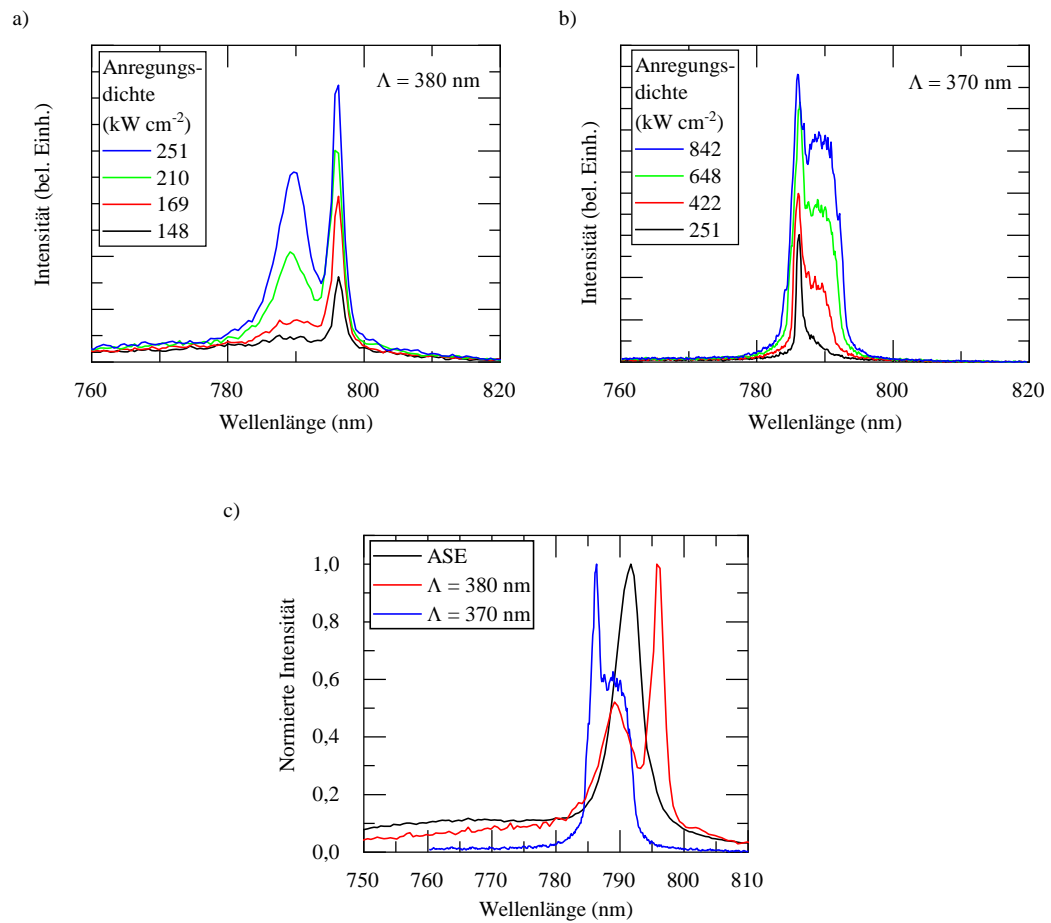 a)
Intensität (bel. Einh.)
Anregungs-
dichte
(kW cm-2)
251
210
169
148
Λ = 380 nm
760 780 800 820
Wellenlänge (nm)
b)
Intensität (bel. Einh.)
Anregungs-
dichte
(kW cm-2)
842
648
422
251
Λ = 370 nm
760 780 800 820
Wellenlänge (nm)
c)
Normierte Intensität
1,0
0,8
0,6
0,4
0,2
0,0
ASE
Λ = 380 nm
Λ = 370 nm
750 760 770 780 790 800 810
Wellenlänge (nm)